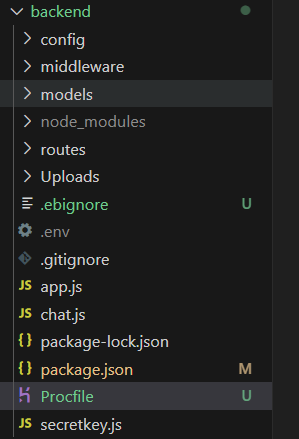 backend
config
middleware
models
node_modules
routes
Uploads
.ebignore U
.env
.gitignore
JS app.js
JS chat.js
{} package-lock.json
{} package.json M
Procfile U
JS secretkey.js